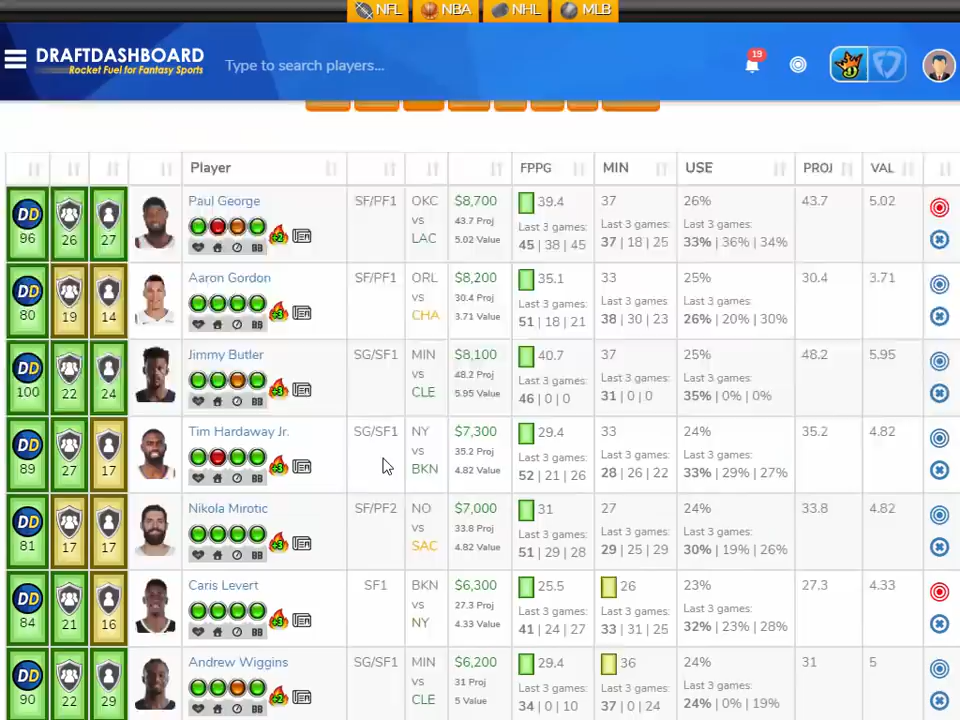 NFL NBA NHL MLB
DRAFTDASHBOARD
Rocket Fuel for Fantasy Sports
Type to search players...
19
Player FPPG MIN USE PROJ VAL
DD 96 26 27 Paul George SF/PF1 OKC $8,700 39.4 37 26% 43.7 5.02
vs 43.7 Proj Last 3 games: Last 3 games: Last 3 games:
BB +2 LAC 5.02 Value 45 | 38 | 45 37 | 18 | 25 33% | 36% | 34%
DD 80 19 14 Aaron Gordon SF/PF1 ORL $8,200 35.1 33 25% 30.4 3.71
vs 30.4 Proj Last 3 games: Last 3 games: Last 3 games:
BB CHA 3.71 Value 51 | 18 | 21 38 | 30 | 23 26% | 20% | 30%
DD 100 22 24 Jimmy Butler SG/SF1 MIN $8,100 40.7 37 25% 48.2 5.95
vs 48.2 Proj Last 3 games: Last 3 games: Last 3 games:
BB CLE 5.95 Value 46 | 0 | 0 31 | 0 | 0 35% | 0% | 0%
DD 89 27 17 Tim Hardaway Jr. SG/SF1 NY $7,300 29.4 33 24% 35.2 4.82
vs 35.2 Proj Last 3 games: Last 3 games: Last 3 games:
BB BKN 4.82 Value 52 | 21 | 26 28 | 26 | 22 33% | 29% | 27%
DD 81 17 17 Nikola Mirotic SF/PF2 NO $7,000 31 27 24% 33.8 4.82
vs 33.8 Proj Last 3 games: Last 3 games: Last 3 games:
BB SAC 4.82 Value 51 | 29 | 28 29 | 25 | 29 30% | 19% | 26%
DD 84 21 16 Caris Levert SF1 BKN $6,300 25.5 26 23% 27.3 4.33
vs 27.3 Proj Last 3 games: Last 3 games: Last 3 games:
BB NY 4.33 Value 41 | 24 | 27 33 | 31 | 25 32% | 23% | 28%
DD 90 22 29 Andrew Wiggins SG/SF1 MIN $6,200 29.4 36 24% 31 5
vs 31 Proj Last 3 games: Last 3 games: Last 3 games:
BB CLE 5 Value 34 | 0 | 10 37 | 0 | 24 24% | 0% | 19%